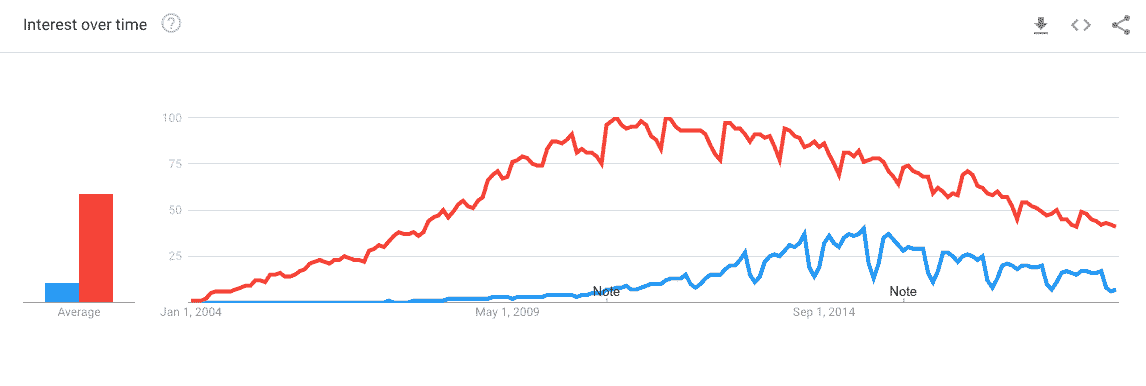 Interest over time ?
100
75
50
25
Note Note
Average Jan 1, 2004 May 1, 2009 Sep 1, 2014